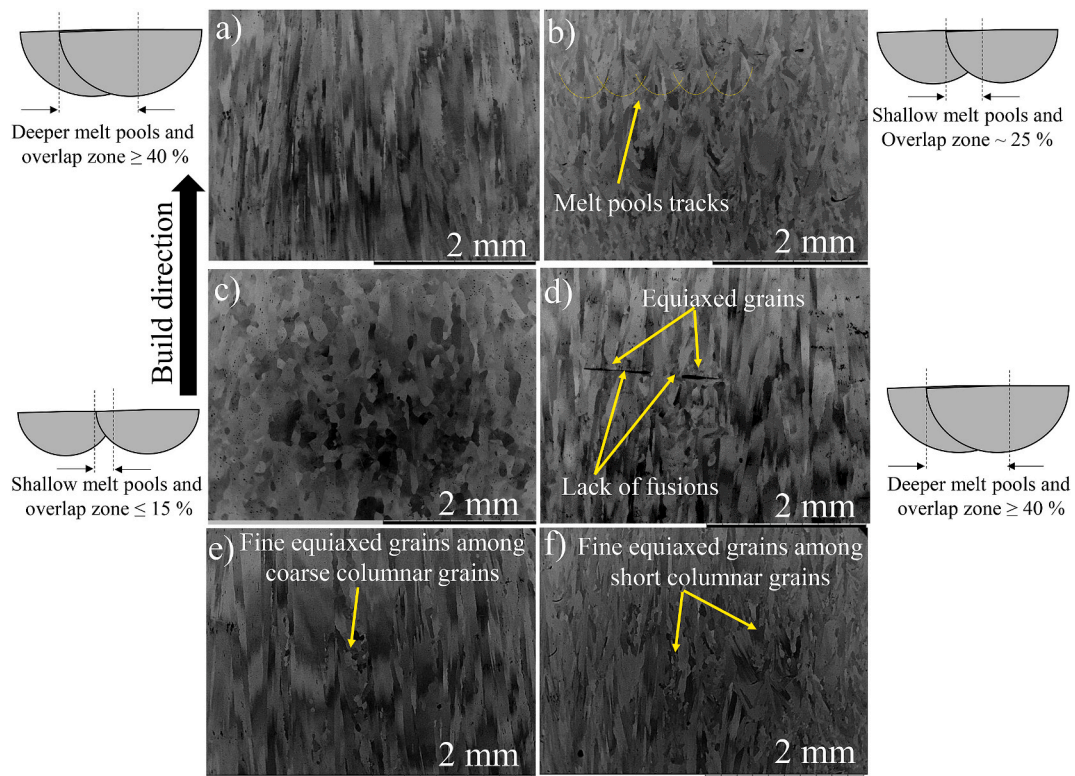 a)
b)
Deeper melt pools and
overlap zone ≥ 40 %
Shallow melt pools and
Overlap zone ~ 25 %
Melt pools tracks
2 mm
2 mm
Build direction
c)
d)
Equiaxed grains
Lack of fusions
Shallow melt pools and
overlap zone ≤ 15 %
2 mm
2 mm
Deeper melt pools and
overlap zone ≥ 40 %
e)
Fine equiaxed grains among
coarse columnar grains
f)
Fine equiaxed grains among
short columnar grains
2 mm
2 mm